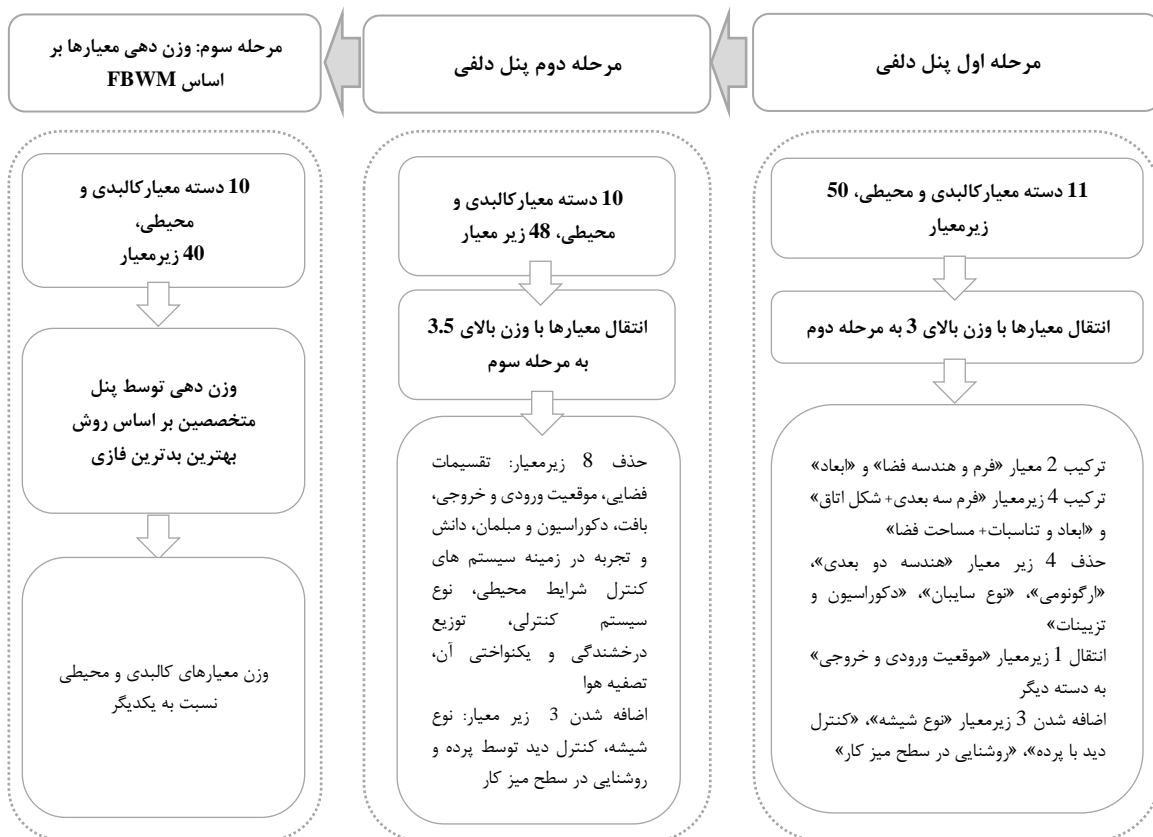 مرحله اول پنل دلفی
مرحله دوم پنل دلفی
مرحله سوم: وزن دهی معیارها بر
اساس FBWM
11 دسته معیارکالبدی و محیطی، 50
زیرمعیار
انتقال معیارها با وزن بالای 3 به مرحله دوم
ترکیب 2 معیار «فرم و هندسه فضا» و «ابعاد»
ترکیب 4 زیرمعیار «فرم سه بعدی+ شکل اتاق»
و «ابعاد و تناسبات+ مساحت فضا»
حذف 4 زیر معیار «هندسه دو بعدی»،
«ارگونومی»، «نوع سایبان»، «دکوراسیون و
تزیینات»
انتقال 1 زیرمعیار «موقعیت ورودی و خروجی»
به دسته دیگر
اضافه شدن 3 زیرمعیار «نوع شیشه»، «کنترل
دید با پرده»، «روشنایی در سطح میز کار»
10 دسته معیارکالبدی و
محیطی، 48 زیر معیار
انتقال معیارها با وزن بالای 3.5
به مرحله سوم
حذف 8 زیرمعیار: تقسیمات
فضایی، موقعیت ورودی و خروجی،
بافت، دکوراسیون و مبلمان، دانش
و تجربه در زمینه سیستم های
کنترل شرایط محیطی، نوع
سیستم کنترلی، توزیع
درخشندگی و یکنواختی آن،
تصفیه هوا
اضافه شدن 3 زیر معیار: نوع
شیشه، کنترل دید توسط پرده و
روشنایی در سطح میز کار
10 دسته معیارکالبدی و
محیطی،
40 زیرمعیار
وزن دهی توسط پنل
متخصصین بر اساس روش
بهترین بدترین فازی
وزن معیارهای کالبدی و محیطی
نسبت به یکدیگر